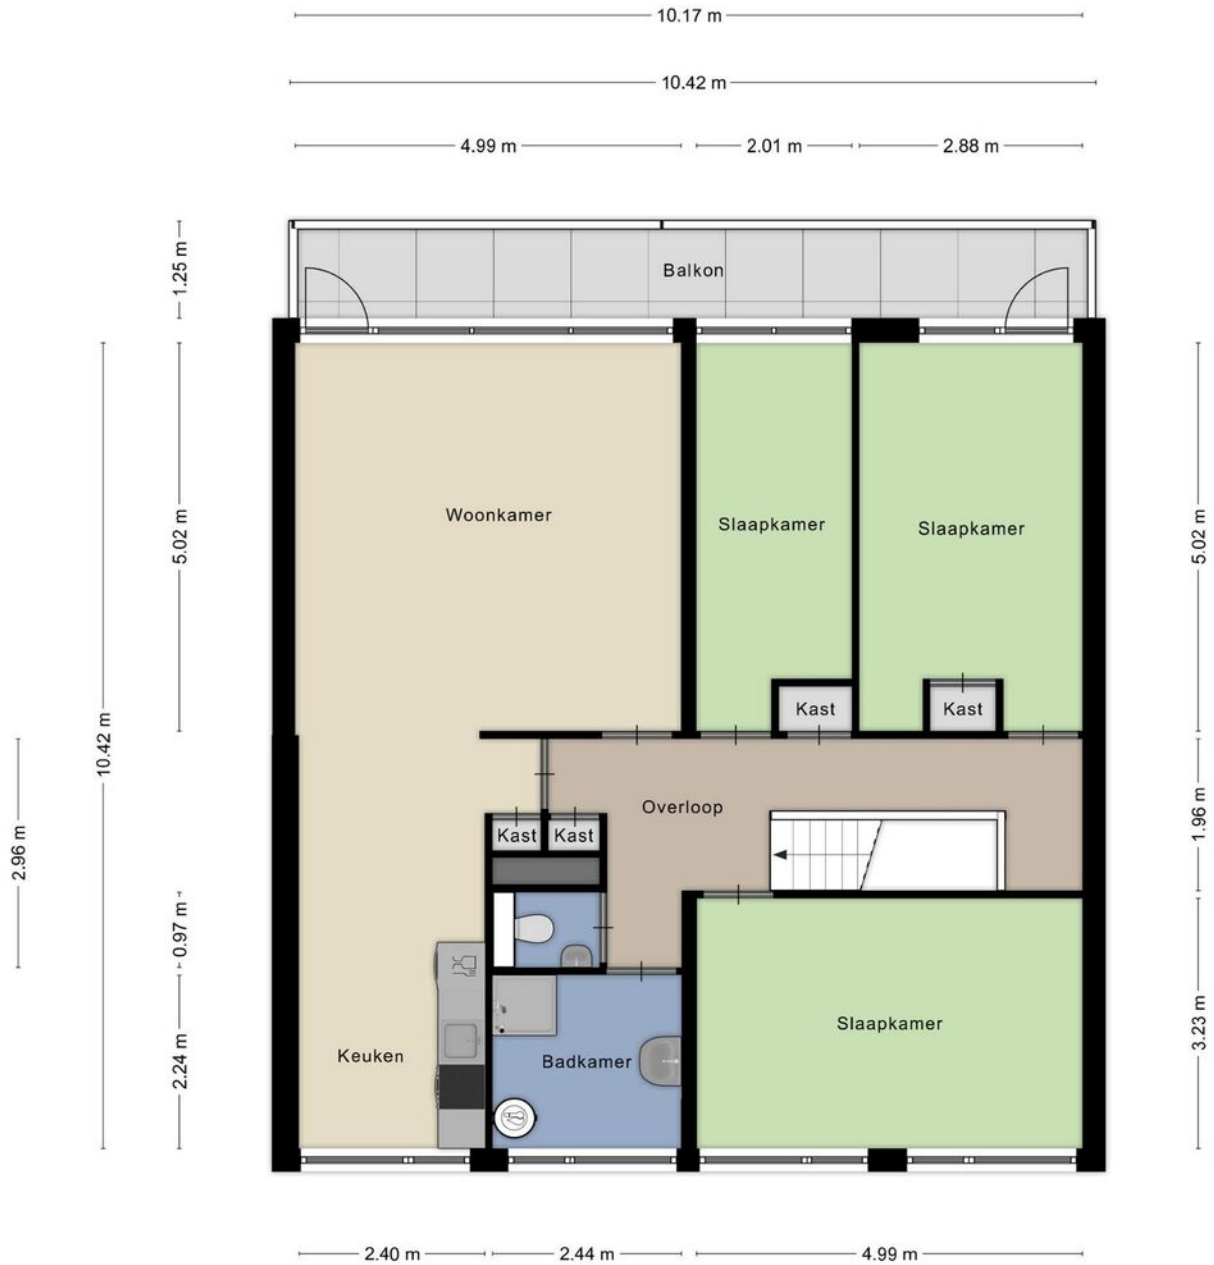 10.17 m
10.42 m
4.99 m
2.01 m
2.88 m
1.25 m
Balkon
5.02 m
Woonkamer
Slaapkamer
Slaapkamer
5.02 m
10.42 m
Kast
Kast
2.96 m
Overloop
1.96 m
Kast
Kast
0.97 m
Slaapkamer
3.23 m
2.24 m
Keuken
Badkamer
2.40 m
2.44 m
4.99 m